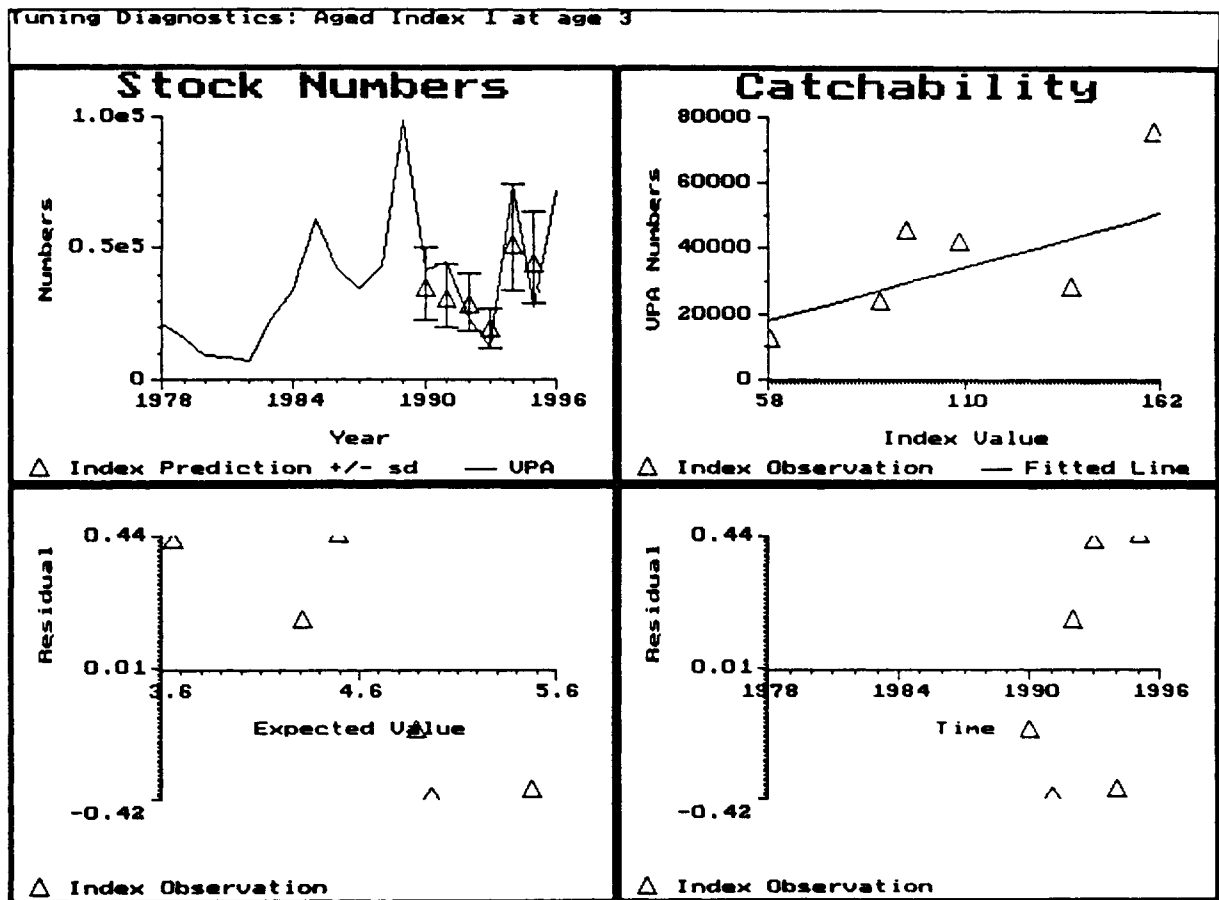 Tuning Diagnostics: Aged Index 1 at age 3
Stock Numbers
1.0e5
0.5e5
0
Numbers
1978 1984 1990 1996
Year
△ Index Prediction +/- sd — VPA
Catchability
80000
60000
40000
20000
0
VPA Numbers
58 110 162
Index Value
△ Index Observation — Fitted Line
0.44
0.01
-0.42
Residual
3.6 4.6 5.6
Expected Value
△ Index Observation
0.44
0.01
-0.42
Residual
1978 1984 1990 1996
Time
△ Index Observation